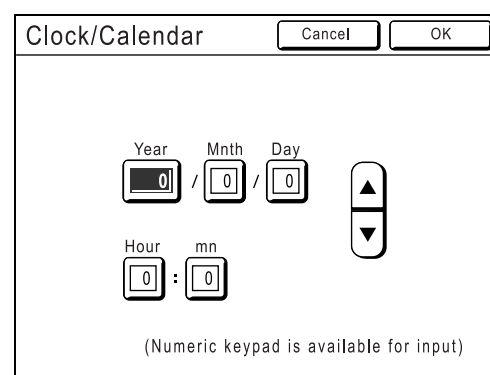 Clock/Calendar Cancel OK
Year Mnth Day
0 / 0 / 0
Hour mn
0 : 0
(Numeric keypad is available for input)